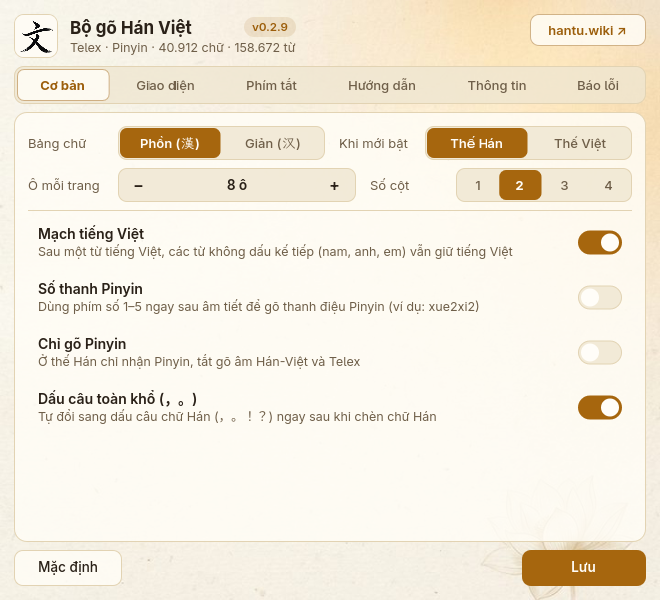 文
Bộ gõ Hán Việt
v0.2.9
Telex · Pinyin · 40.912 chữ · 158.672 từ
hantu.wiki ↗
Cơ bản
Giao diện
Phím tắt
Hướng dẫn
Thông tin
Báo lỗi
Bảng chữ
Phồn (漢)
Giản (汉)
Khi mới bật
Thế Hán
Thế Việt
Ô mỗi trang
– 8 ô +
Số cột
1 2 3 4
Mạch tiếng Việt
Sau một từ tiếng Việt, các từ không dấu kế tiếp (nam, anh, em) vẫn giữ tiếng Việt
Số thanh Pinyin
Dùng phím số 1–5 ngay sau âm tiết để gõ thanh điệu Pinyin (ví dụ: xue2xi2)
Chỉ gõ Pinyin
Ở thế Hán chỉ nhận Pinyin, tắt gõ âm Hán-Việt và Telex
Dấu câu toàn khổ (，。)
Tự đổi sang dấu câu chữ Hán (，。！？) ngay sau khi chèn chữ Hán
Mặc định
Lưu